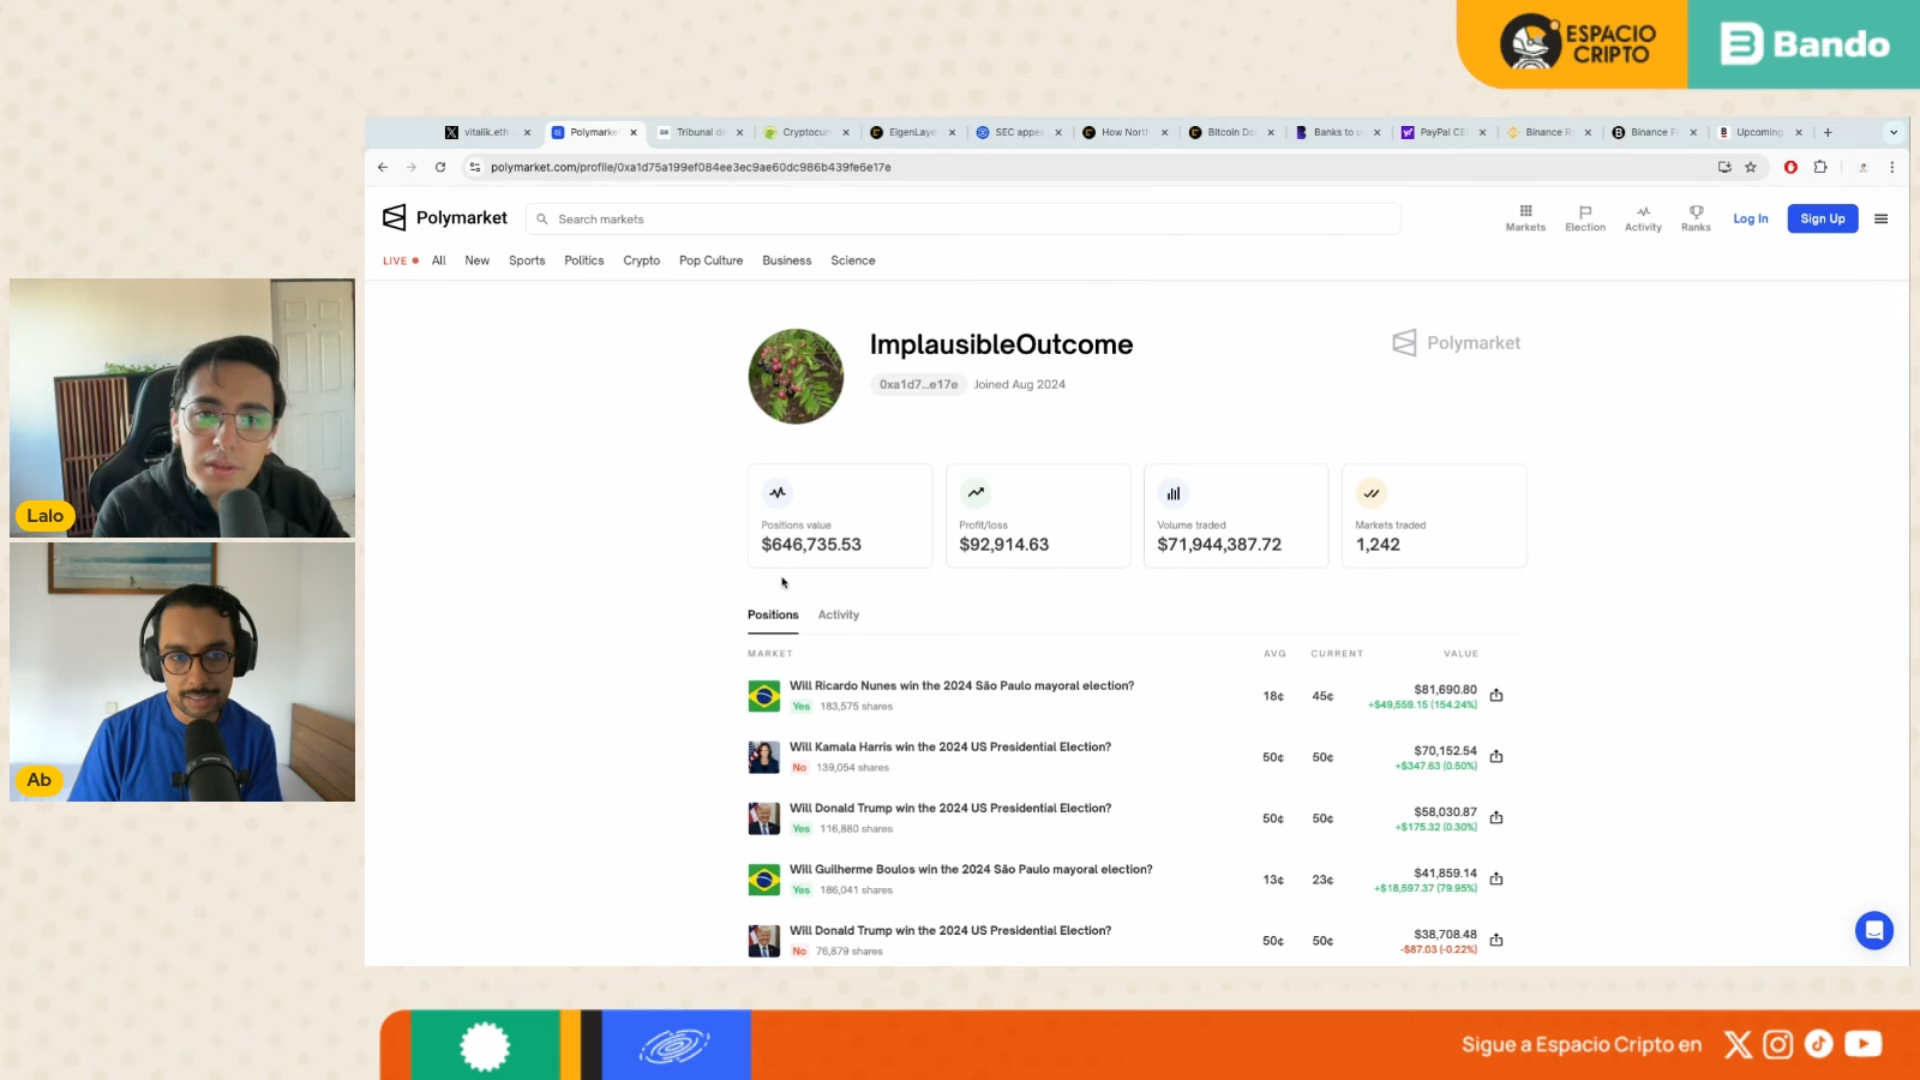 ESPACIO
CRIPTO
Bando
vitalik.eth
Polymarke
Tribunal de
Cryptocur
EigenLaye
SEC appe
How North
Bitcoin Do
Banks to u
PayPal CE
Binance R
Binance F
Upcoming
polymarket.com/profile/0xa1d75a199ef084ee3ec9ae60dc986b439fe6e17e
Polymarket
Search markets
Markets
Election
Activity
Ranks
Log In
Sign Up
LIVE
All
New
Sports
Politics
Crypto
Pop Culture
Business
Science
ImplausibleOutcome
Polymarket
0xa1d7...e17e
Joined Aug 2024
Positions value
$646,735.53
Profit/loss
$92,914.63
Volume traded
$71,944,387.72
Markets traded
1,242
Positions
Activity
MARKET
AVG
CURRENT
VALUE
Will Ricardo Nunes win the 2024 São Paulo mayoral election?
Yes 183,575 shares
18¢
45¢
$81,690.80
+$49,559.15 (154.24%)
Will Kamala Harris win the 2024 US Presidential Election?
No 139,054 shares
50¢
50¢
$70,152.54
+$347.63 (0.50%)
Will Donald Trump win the 2024 US Presidential Election?
Yes 116,880 shares
50¢
50¢
$58,030.87
+$175.32 (0.30%)
Will Guilherme Boulos win the 2024 São Paulo mayoral election?
Yes 186,041 shares
13¢
23¢
$41,859.14
+$18,597.37 (79.95%)
Will Donald Trump win the 2024 US Presidential Election?
No 76,879 shares
50¢
50¢
$38,708.48
-$87.03 (-0.22%)
Lalo
Ab
Sigue a Espacio Cripto en